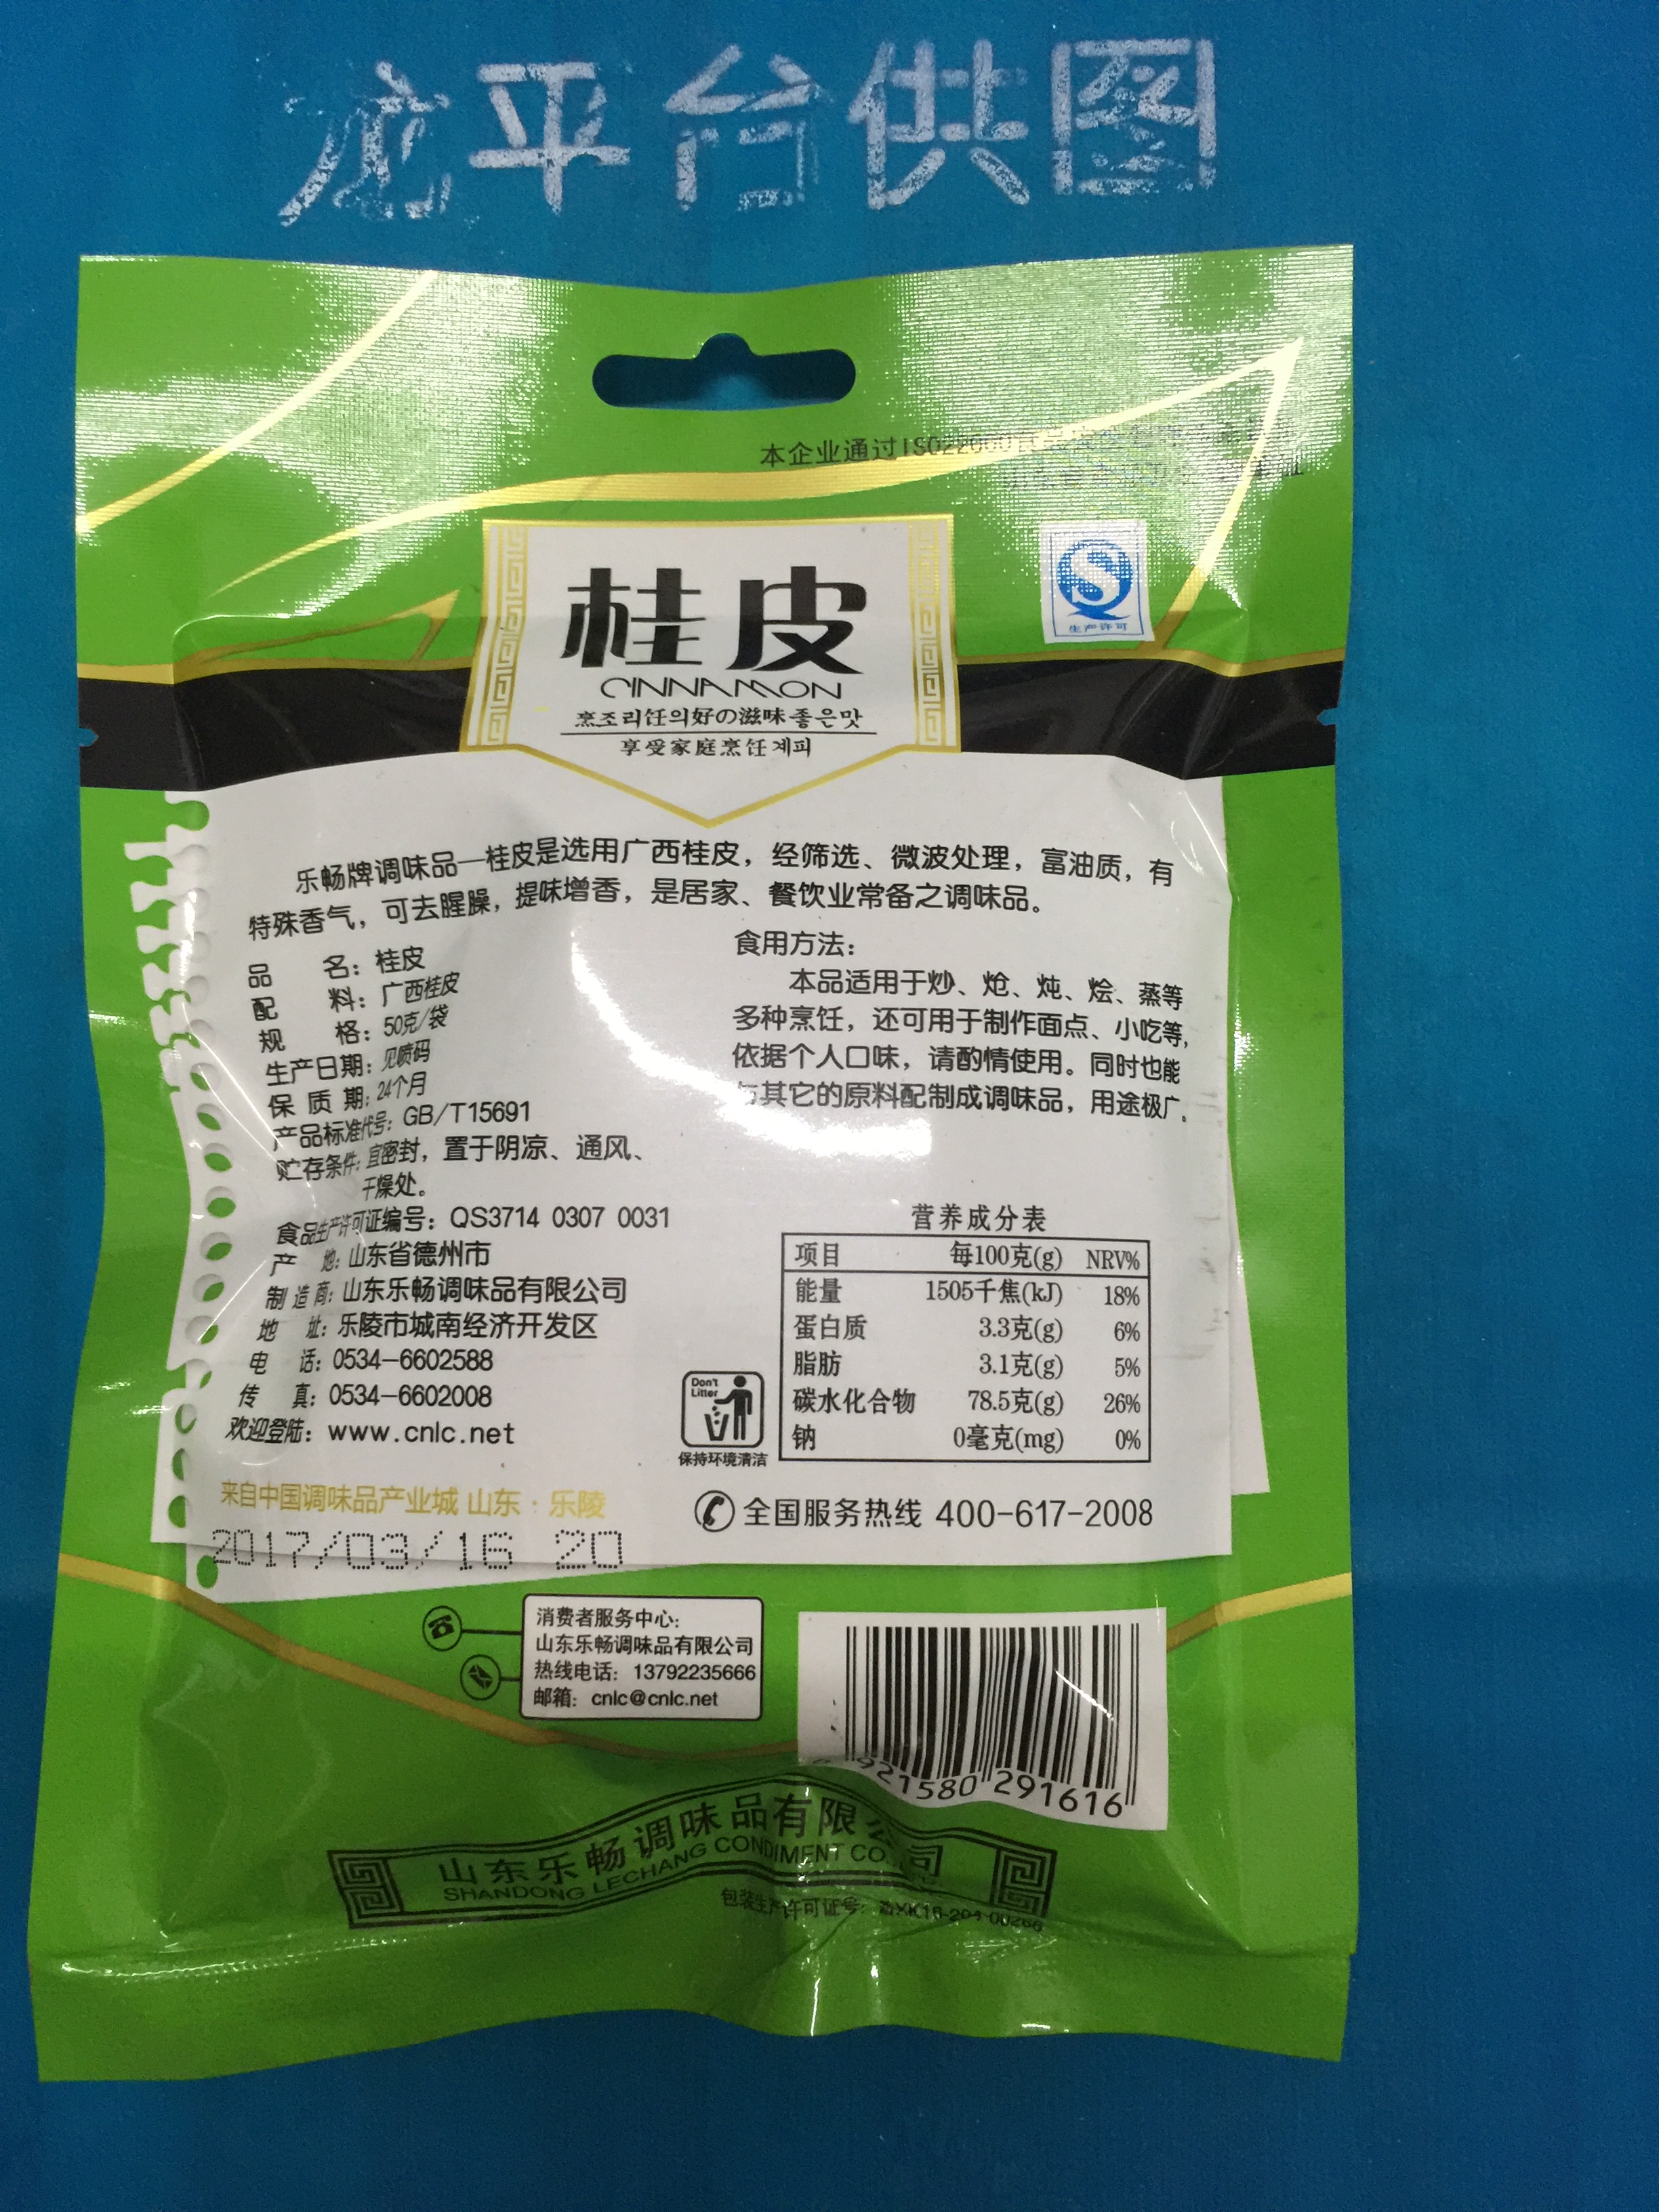 平台供图
本企业通过ISO22000
生产许可
桂皮
CINNAMON
烹조리饪의好の滋味좋은맛
享受家庭烹饪계피
乐畅牌调味品—桂皮是选用广西桂皮，经筛选、微波处理，富油质，有
特殊香气，可去腥臊，提味增香，是居家、餐饮业常备之调味品。
品 名：桂皮
配 料：广西桂皮
规 格：50克/袋
生产日期：见喷码
保质期：24个月
产品标准代号：GB/T15691
贮存条件：宜密封，置于阴凉、通风、
干燥处。
食品生产许可证编号：QS3714 0307 0031
产 地：山东省德州市
制造商：山东乐畅调味品有限公司
地 址：乐陵市城南经济开发区
电 话：0534-6602588
传 真：0534-6602008
欢迎登陆：www.cnlc.net
食用方法：
本品适用于炒、炝、炖、烩、蒸等
多种烹饪，还可用于制作面点、小吃等，
依据个人口味，请酌情使用。同时也能
与其它的原料配制成调味品，用途极广。
营养成分表
项目 每100克(g) NRV%
能量 1505千焦(kJ) 18%
蛋白质 3.3克(g) 6%
脂肪 3.1克(g) 5%
碳水化合物 78.5克(g) 26%
钠 0毫克(mg) 0%
Don't
Litter
保持环境清洁
来自中国调味品产业城 山东：乐陵
全国服务热线 400-617-2008
2017/03/16 20
消费者服务中心：
山东乐畅调味品有限公司
热线电话：13792235666
邮箱：cnlc@cnlc.net
921580 291616
山东乐畅调味品有限公司
SHANDONG LECHANG CONDIMENT CO.
包装生产许可证号：